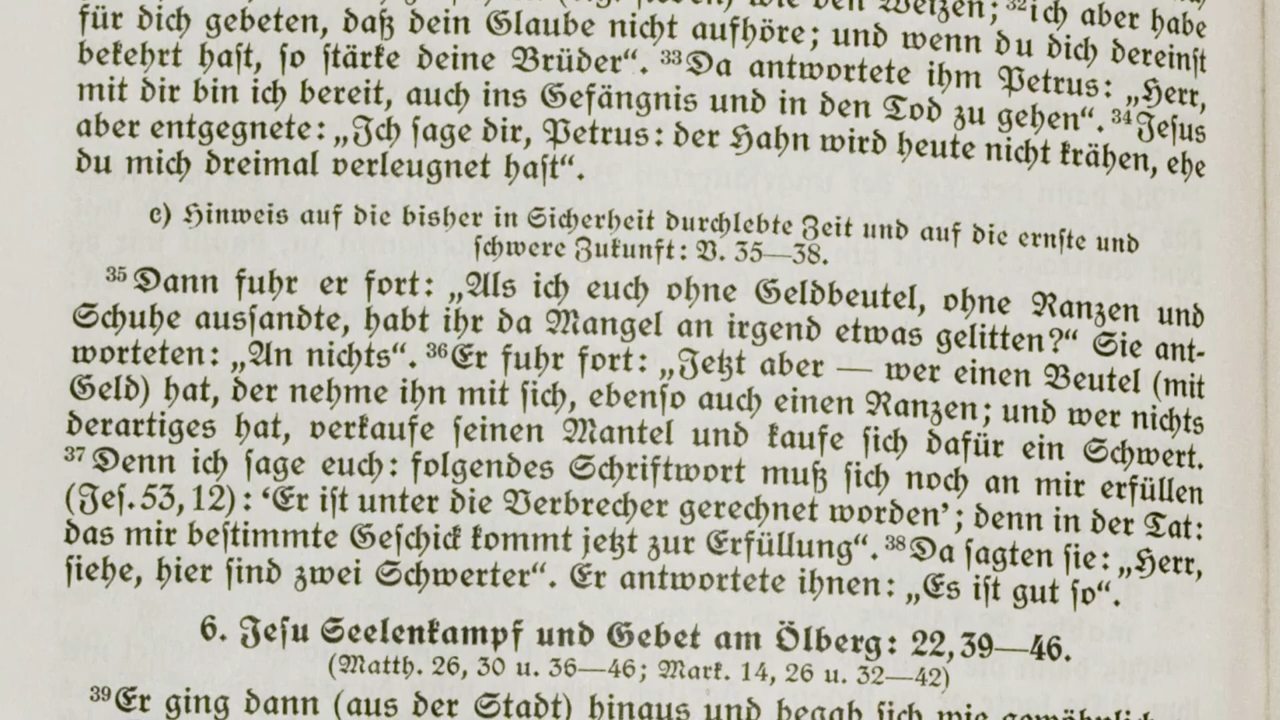 wie den Weizen; ³²ich aber habe
für dich gebeten, daß dein Glaube nicht aufhöre; und wenn du dich dereinst
bekehrt hast, so stärke deine Brüder“. ³³Da antwortete ihm Petrus: „Herr,
mit dir bin ich bereit, auch ins Gefängnis und in den Tod zu gehen“. ³⁴Jesus
aber entgegnete: „Ich sage dir, Petrus: der Hahn wird heute nicht krähen, ehe
du mich dreimal verleugnet hast“.
c) Hinweis auf die bisher in Sicherheit durchlebte Zeit und auf die ernste und
schwere Zukunft: V. 35—38.
³⁵Dann fuhr er fort: „Als ich euch ohne Geldbeutel, ohne Ranzen und
Schuhe aussandte, habt ihr da Mangel an irgend etwas gelitten?“ Sie ant-
worteten: „An nichts“. ³⁶Er fuhr fort: „Jetzt aber — wer einen Beutel (mit
Geld) hat, der nehme ihn mit sich, ebenso auch einen Ranzen; und wer nichts
derartiges hat, verkaufe seinen Mantel und kaufe sich dafür ein Schwert.
³⁷Denn ich sage euch: folgendes Schriftwort muß sich noch an mir erfüllen
(Jes. 53, 12): ‘Er ist unter die Verbrecher gerechnet worden’; denn in der Tat:
das mir bestimmte Geschick kommt jetzt zur Erfüllung“. ³⁸Da sagten sie: „Herr,
siehe, hier sind zwei Schwerter“. Er antwortete ihnen: „Es ist gut so“.
6. Jesu Seelenkampf und Gebet am Ölberg: 22, 39—46.
(Matth. 26, 30 u. 36—46; Mark. 14, 26 u. 32—42)
³⁹Er ging dann (aus der Stadt) hinaus und begab sich wie gewöhnlich